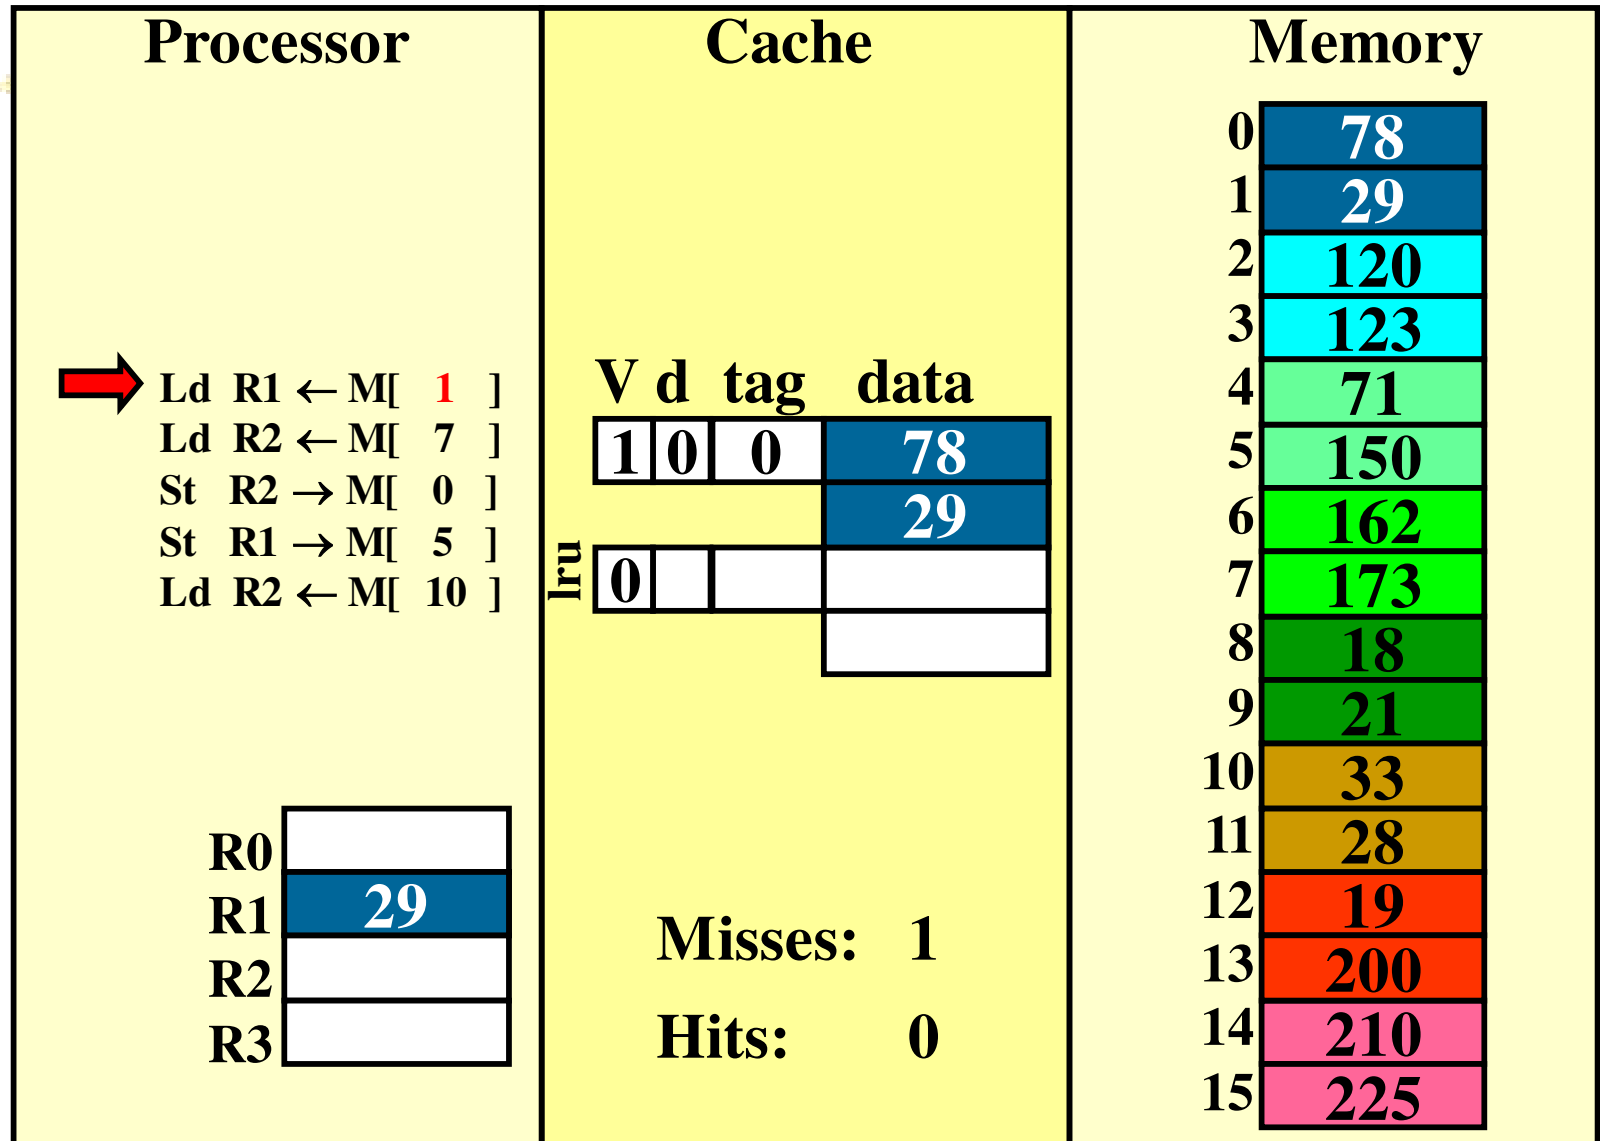 Processor
Cache
Memory
Ld R1 ← M[ 1 ]
Ld R2 ← M[ 7 ]
St R2 → M[ 0 ]
St R1 → M[ 5 ]
Ld R2 ← M[ 10 ]
R0
R1 29
R2
R3
V d tag data
1 0 0 78
29
lru
0
Misses: 1
Hits: 0
0 78
1 29
2 120
3 123
4 71
5 150
6 162
7 173
8 18
9 21
10 33
11 28
12 19
13 200
14 210
15 225